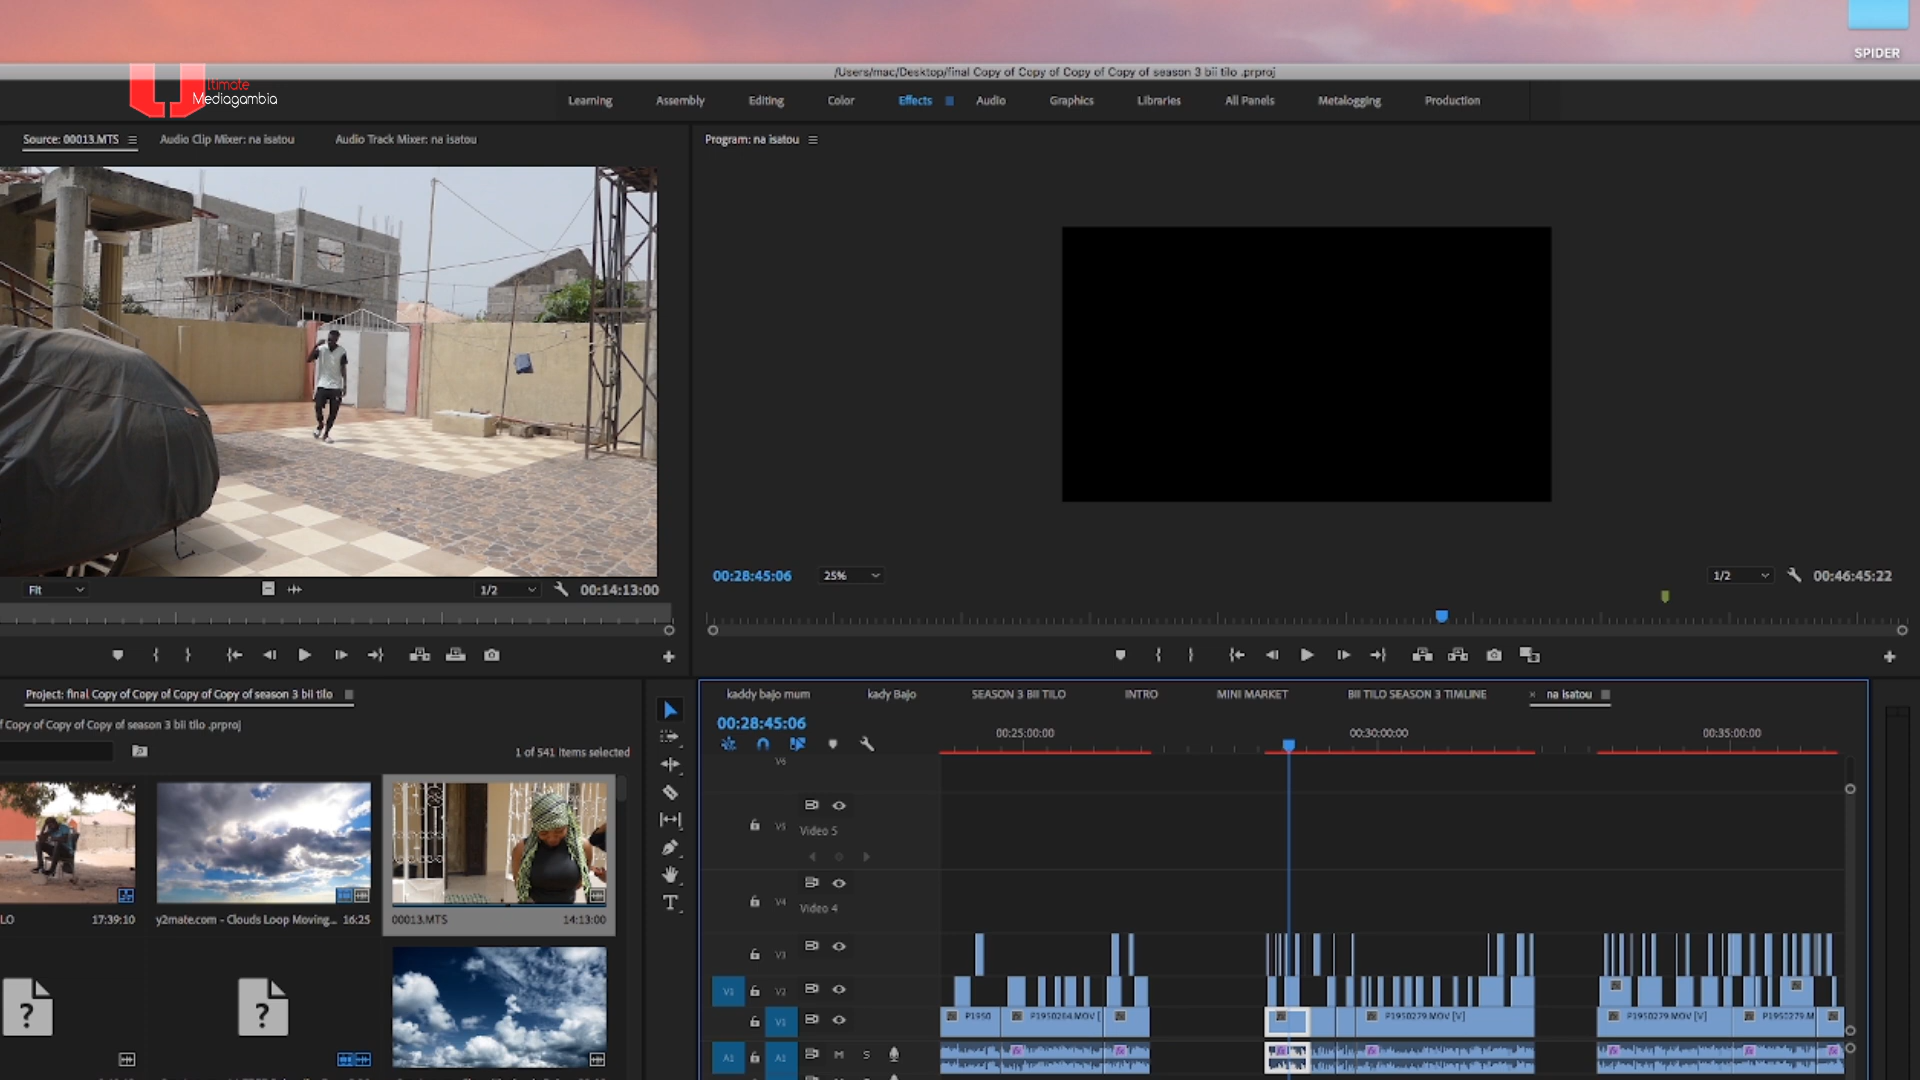 SPIDER
/Users/mac/Desktop/final Copy of Copy of Copy of Copy of season 3 bii tilo .prproj
ltimate
Mediagambia
Learning Assembly Editing Color Effects Audio Graphics Libraries All Panels Metalogging Production
Source: 00013.MTS Audio Clip Mixer: na isatou Audio Track Mixer: na isatou
Program: na isatou
Fit 1/2 00:14:13:00
00:28:45:06 25% 1/2 00:46:45:22
Project: final Copy of Copy of Copy of Copy of season 3 bii tilo
f Copy of Copy of Copy of season 3 bii tilo .prproj
1 of 541 items selected
LO 17:39:10
y2mate.com - Clouds Loop Moving... 16:25
00013.MTS 14:13:00
kaddy bajo mum kady Bajo SEASON 3 BII TILO INTRO MINI MARKET BII TILO SEASON 3 TIMLINE × na isatou
00:28:45:06
00:25:00:00 00:30:00:00 00:35:00:00
V6
V5 Video 5
V4 Video 4
V3
V1 V2
V1 P1950 P1950264.MOV [ P1950279.MOV [V] P1950279.MOV [V] P1950279.M
A1 A1 M S